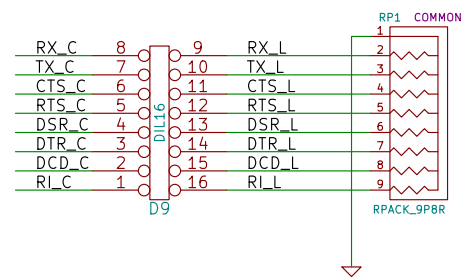 RP1 COMMON
1
RX_C 8 9 RX_L 2
TX_C 7 10 TX_L 3
CTS_C 6 11 CTS_L 4
RTS_C 5 12 RTS_L 5
DSR_C 4 13 DSR_L 6
DTR_C 3 14 DTR_L 7
DCD_C 2 15 DCD_L 8
RI_C 1 16 RI_L 9
DIL16
D9
RPACK_9P8R